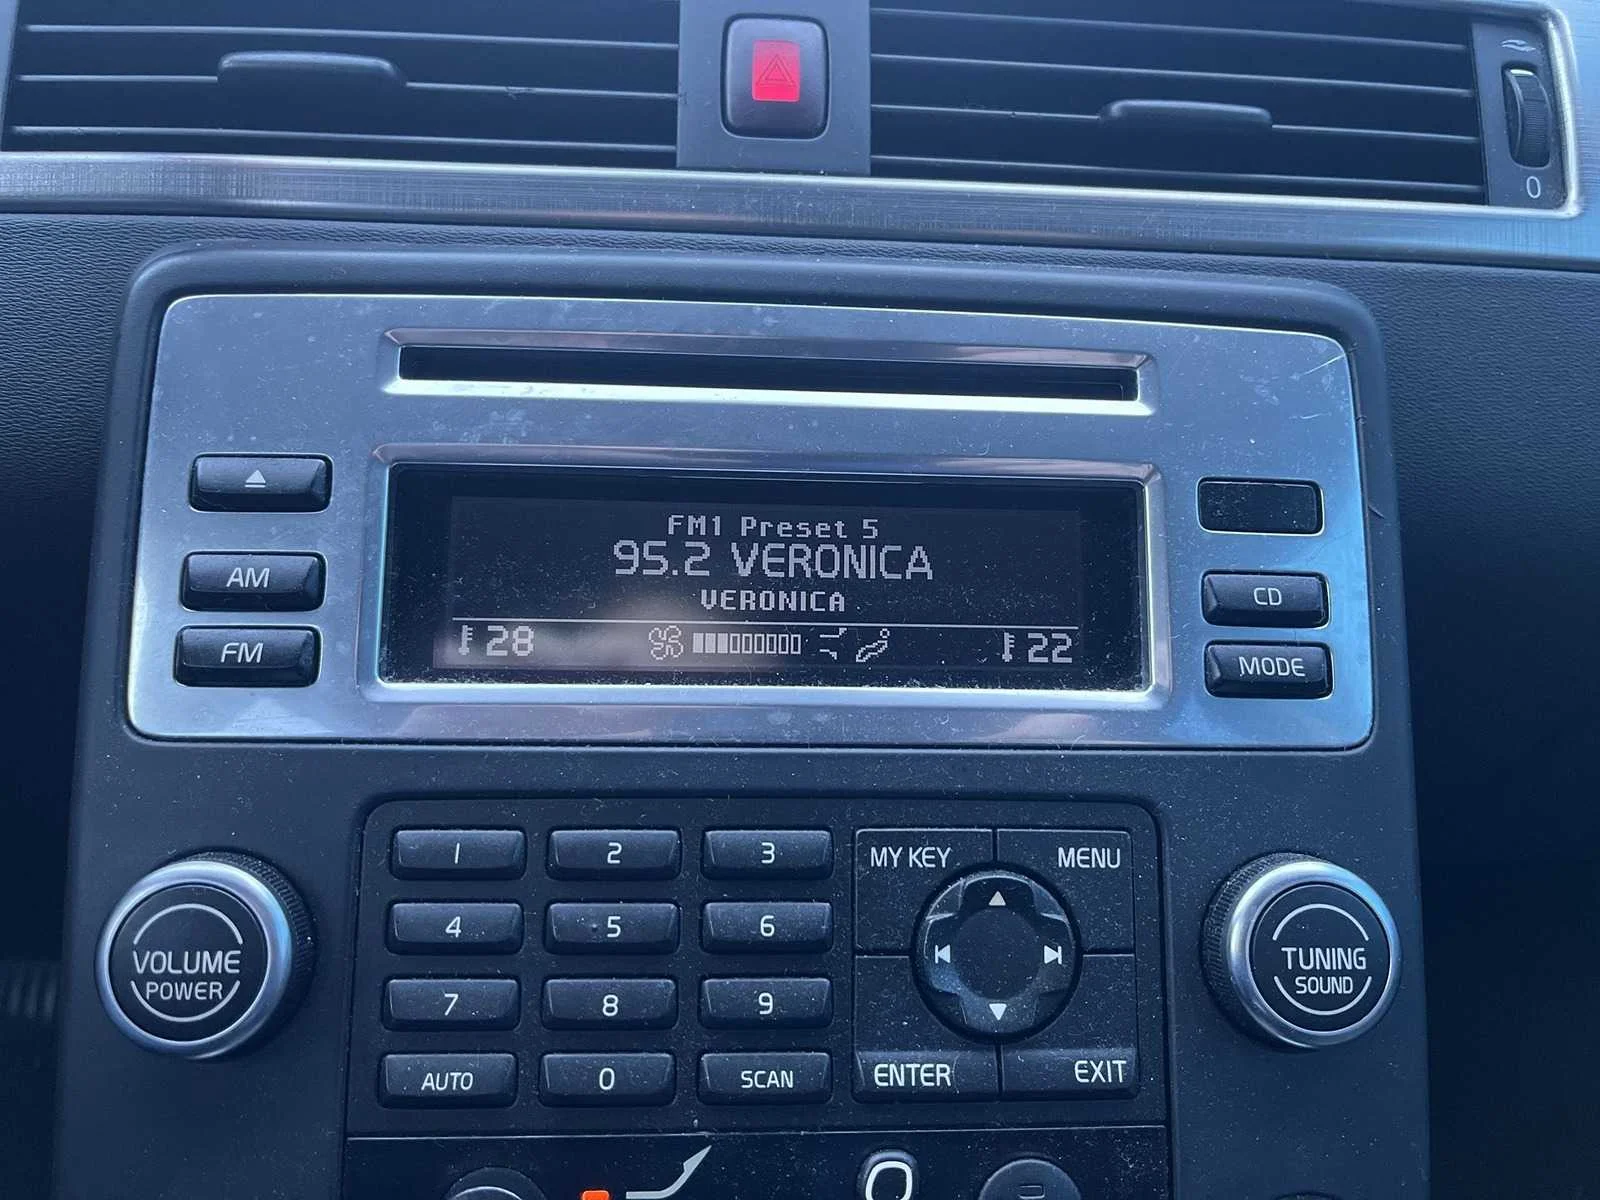 0
FM1 Preset 5
95.2 VERONICA
VERONICA
28
22
AM
FM
CD
MODE
VOLUME
POWER
1
2
3
4
5
6
7
8
9
AUTO
0
SCAN
MY KEY
MENU
ENTER
EXIT
TUNING
SOUND